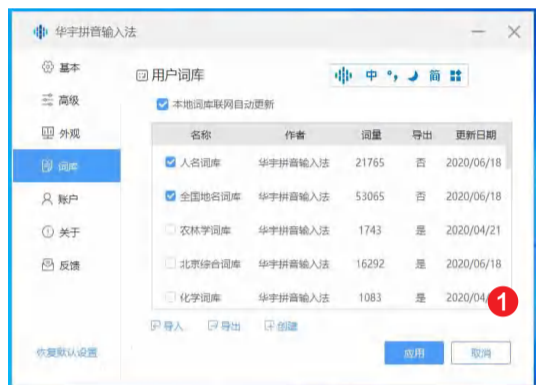 华宇拼音输入法
基本
高级
外观
词库
账户
关于
反馈
恢复默认设置
用户词库
中 °, 简
本地词库联网自动更新
名称 作者 词量 导出 更新日期
人名词库 华宇拼音输入法 21765 否 2020/06/18
全国地名词库 华宇拼音输入法 53065 否 2020/06/18
农林学词库 华宇拼音输入法 1743 是 2020/04/21
北京综合词库 华宇拼音输入法 16292 是 2020/06/18
化学词库 华宇拼音输入法 1083 是 2020/04/
1
导入 导出 创建
应用 取消